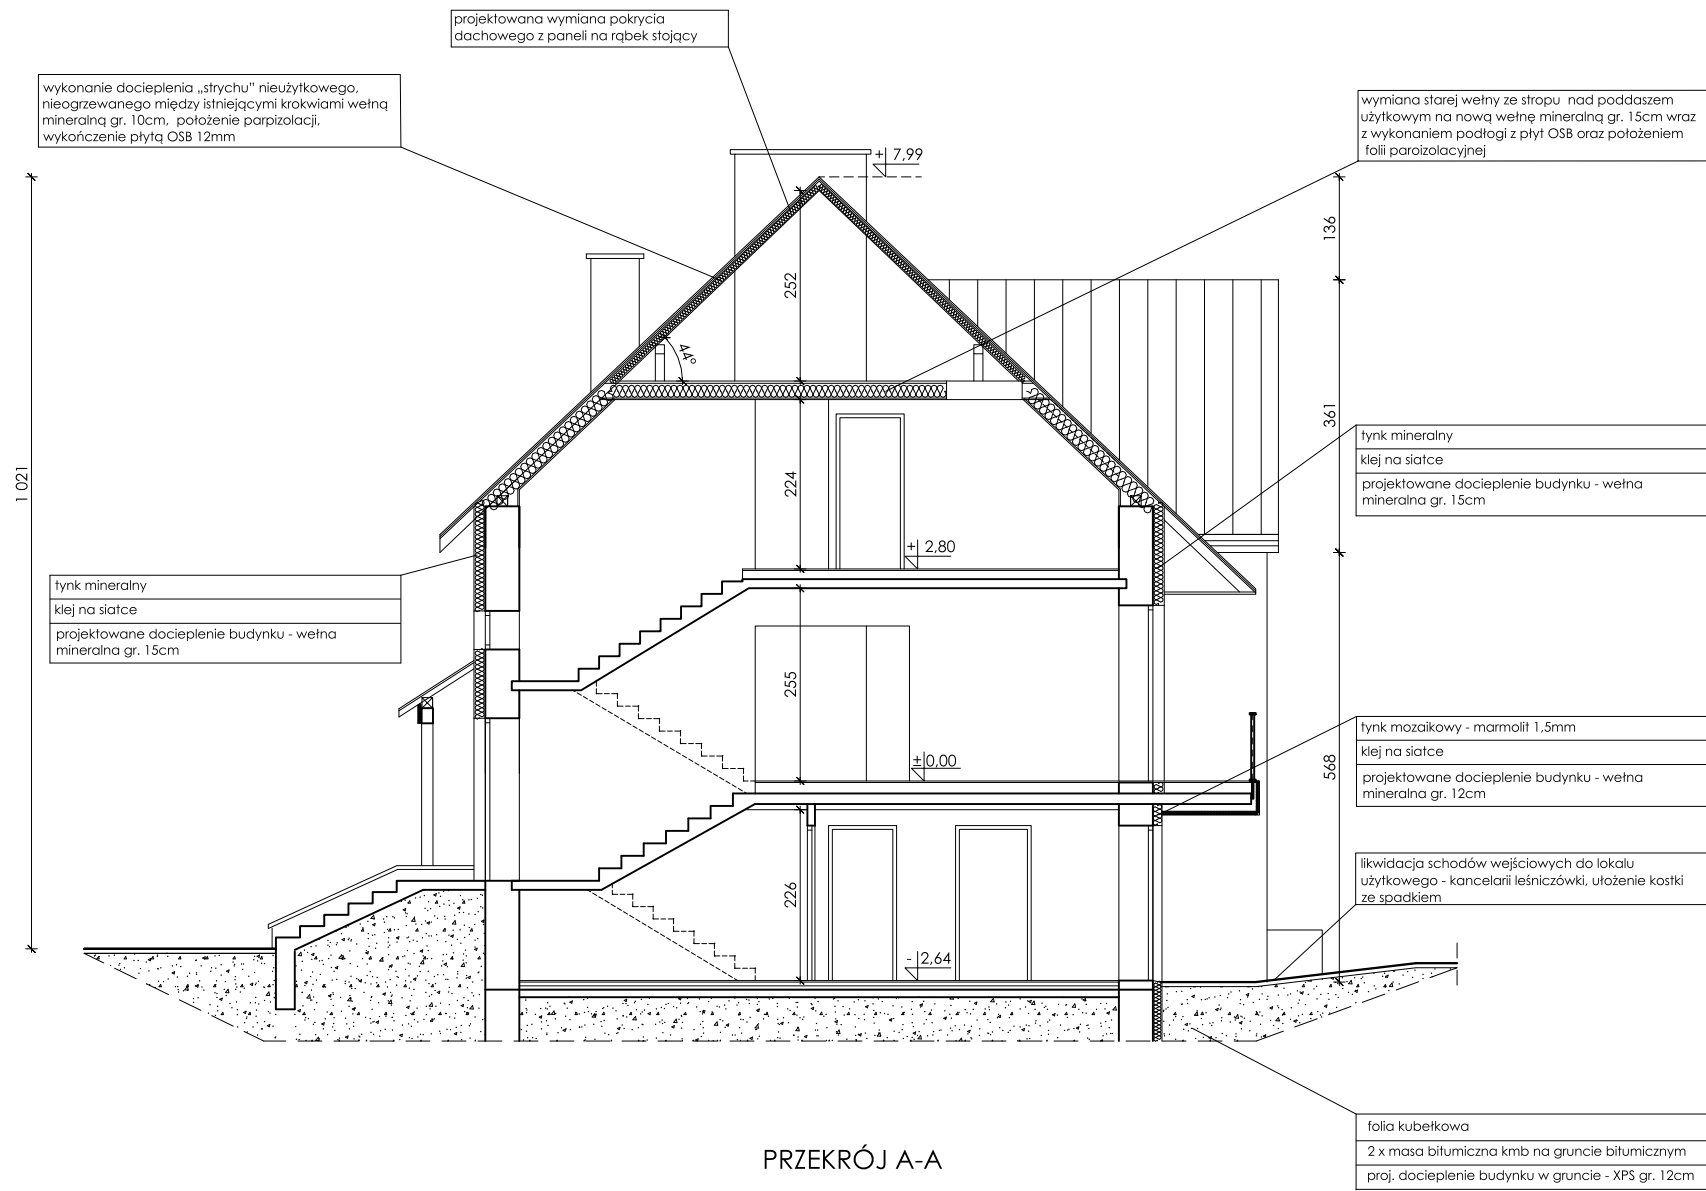 projektowana wymiana pokrycia
dachowego z paneli na rąbek stojący
wykonanie docieplenia „strychu" nieużytkowego,
nieogrzewanego między istniejącymi krokwiami wełną
mineralną gr. 10cm, położenie parpizolacji,
wykończenie płytą OSB 12mm
wymiana starej wełny ze stropu nad poddaszem
użytkowym na nową wełnę mineralną gr. 15cm wraz
z wykonaniem podłogi z płyt OSB oraz położeniem
folii paroizolacyjnej
+ 7,99
136
252
44°
361
tynk mineralny
klej na siatce
projektowane docieplenie budynku - wełna
mineralna gr. 15cm
1 021
224
+ 2,80
tynk mineralny
klej na siatce
projektowane docieplenie budynku - wełna
mineralna gr. 15cm
255
±0,00
568
tynk mozaikowy - marmolit 1,5mm
klej na siatce
projektowane docieplenie budynku - wełna
mineralna gr. 12cm
226
- 2,64
likwidacja schodów wejściowych do lokalu
użytkowego - kancelarii leśniczówki, ułożenie kostki
ze spadkiem
folia kubełkowa
2 x masa bitumiczna kmb na gruncie bitumicznym
proj. docieplenie budynku w gruncie - XPS gr. 12cm
PRZEKRÓJ A-A